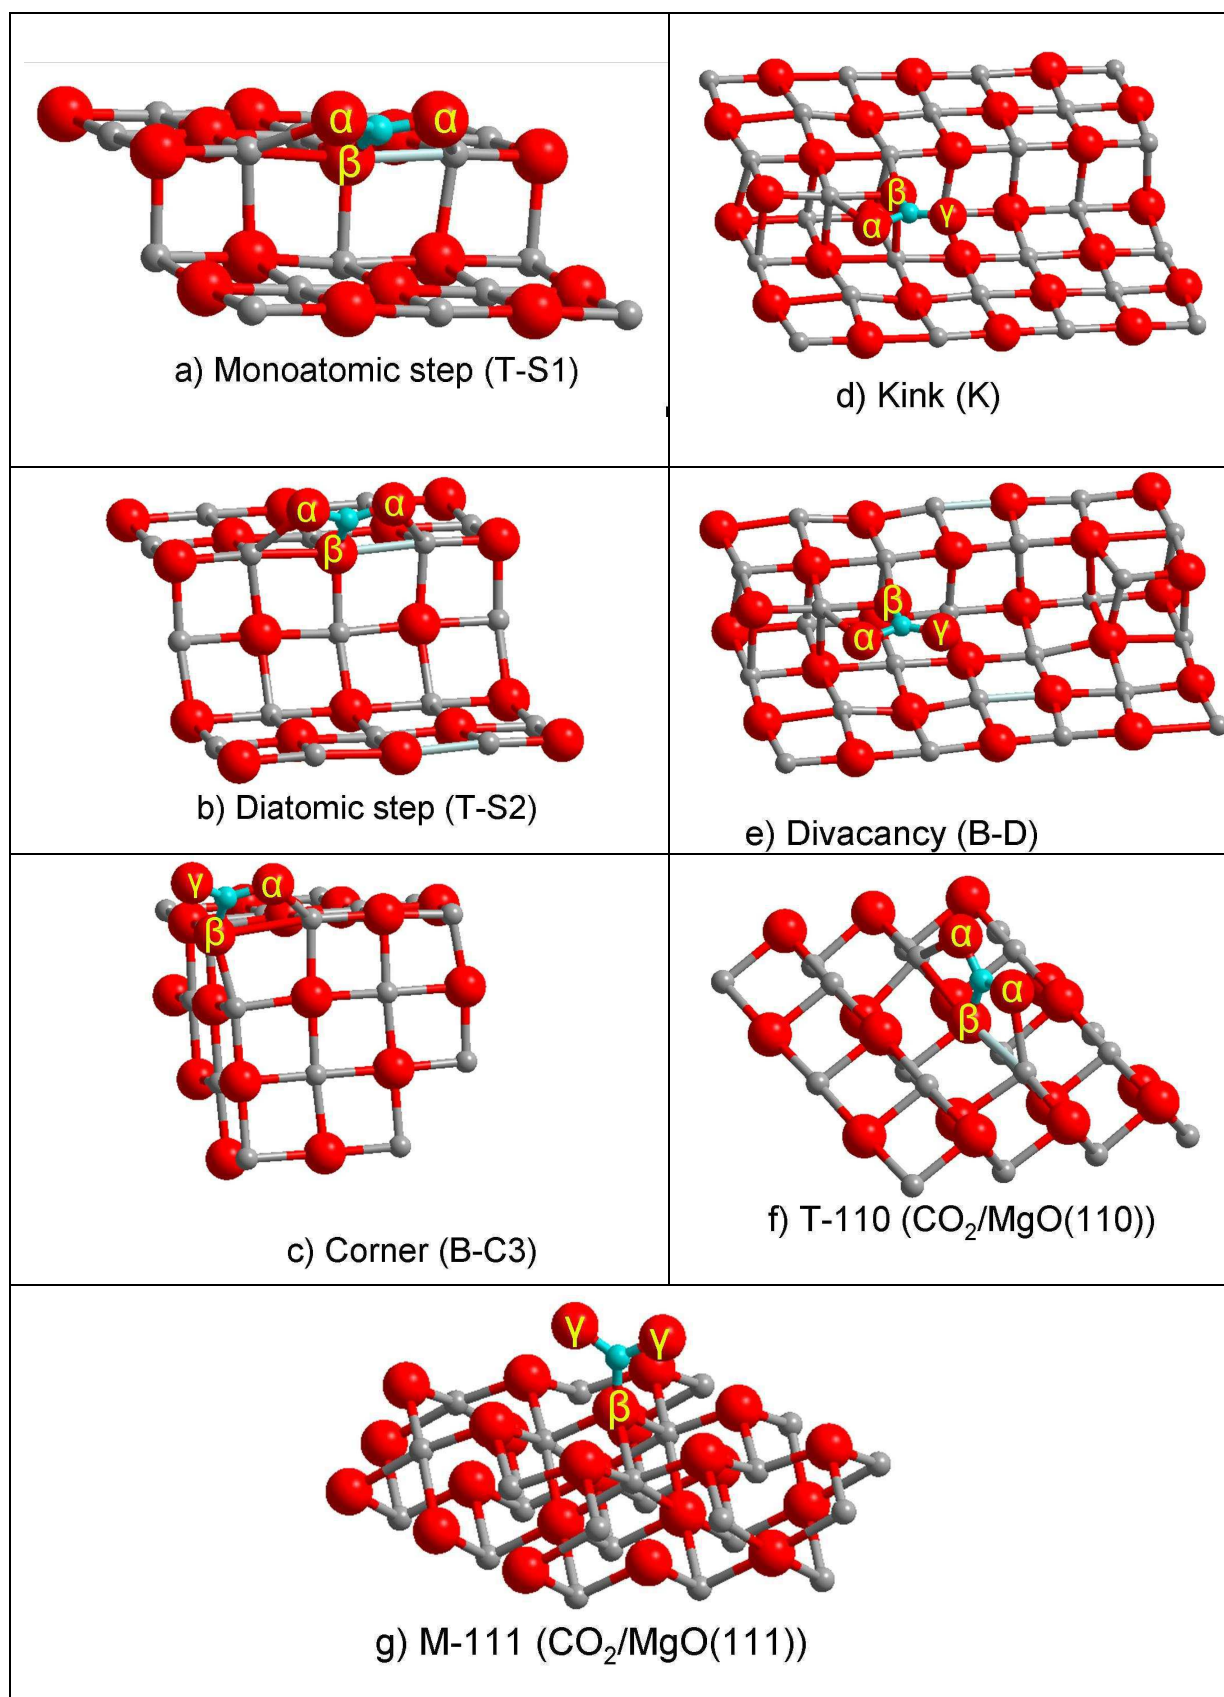 α α
β
a) Monoatomic step (T-S1)
β
α γ
d) Kink (K)
α α
β
b) Diatomic step (T-S2)
β
α γ
e) Divacancy (B-D)
γ α
β
c) Corner (B-C3)
α
α
β
f) T-110 (CO₂/MgO(110))
γ γ
β
g) M-111 (CO₂/MgO(111))